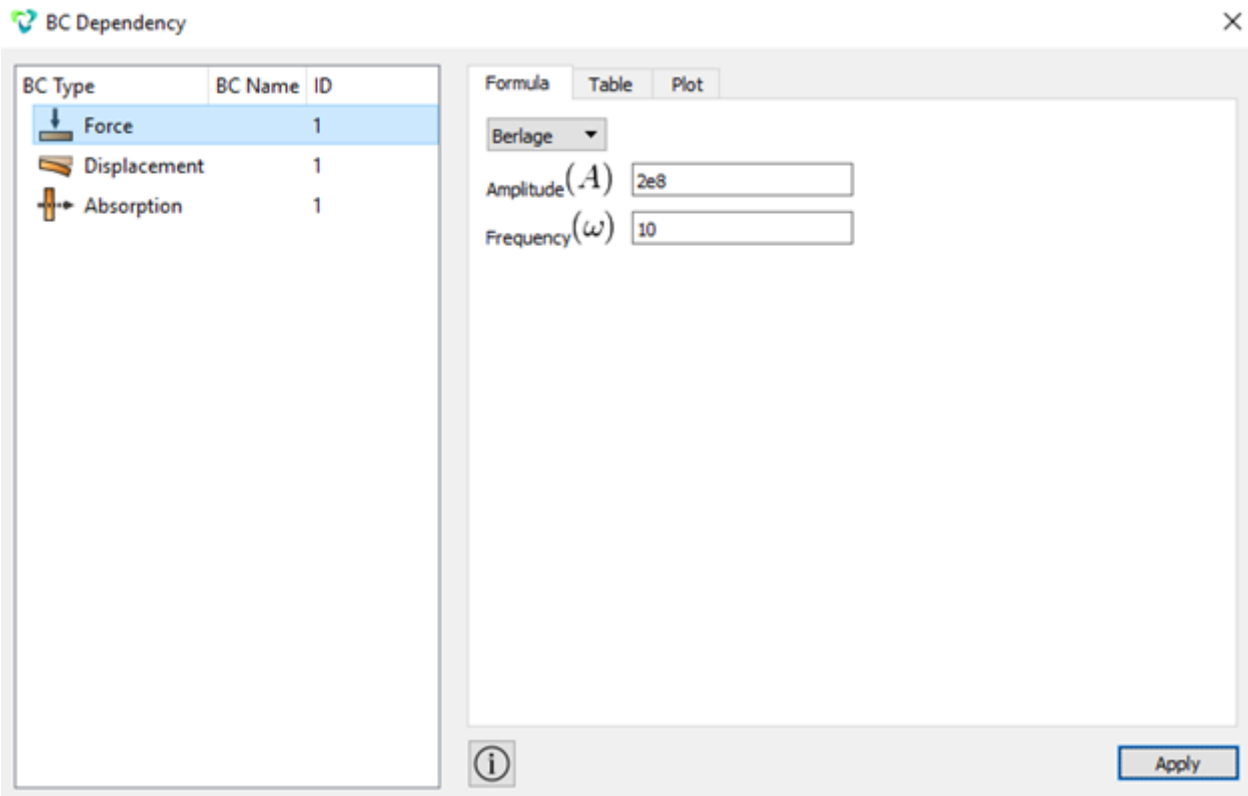 BC Dependency
BC Type BC Name ID
Force 1
Displacement 1
Absorption 1
Formula Table Plot
Berlage
Amplitude(A) 2e8
Frequency(ω) 10
i
Apply